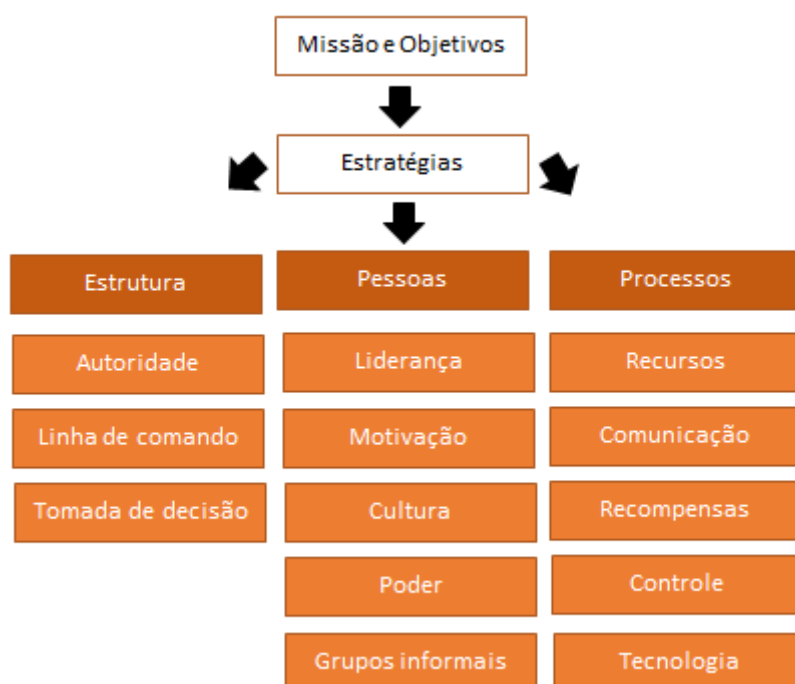 Missão e Objetivos
Estratégias
Estrutura
Pessoas
Processos
Autoridade
Liderança
Recursos
Linha de comando
Motivação
Comunicação
Tomada de decisão
Cultura
Recompensas
Poder
Controle
Grupos informais
Tecnologia